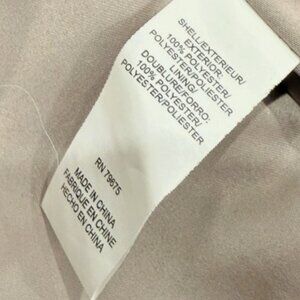 SHELL/EXTERIEUR/
EXTERIOR:
100% POLYESTER/
POLYESTER/POLIESTER
LINING/
DOUBLURE/FORRO:
100% POLYESTER/
POLYESTER/POLIESTER
RN 79675
MADE IN CHINA
FABRIQUE EN CHINE
HECHO EN CHINA